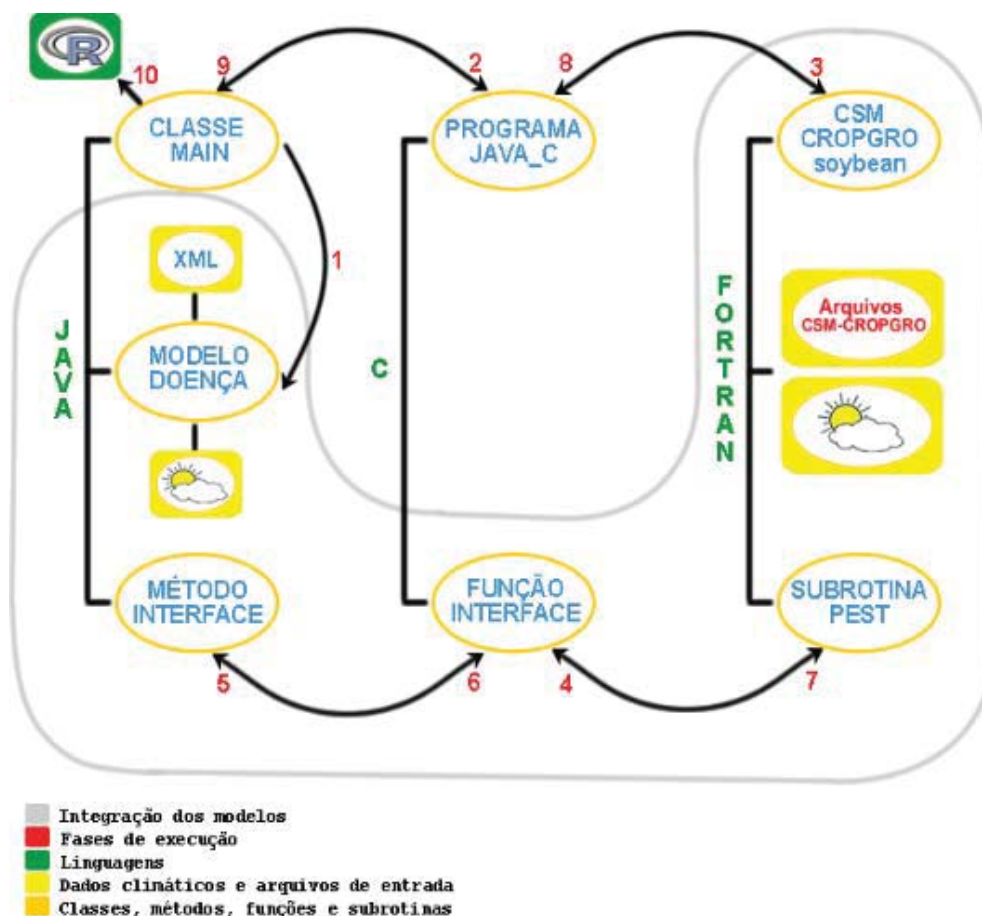 R
10
9
2
8
3
CLASSE
MAIN
PROGRAMA
JAVA_C
CSM
CROPGRO
soybean
1
XML
MODELO
DOENÇA
JAVA
C
FORTRAN
Arquivos
CSM-CROPGRO
MÉTODO
INTERFACE
FUNÇÃO
INTERFACE
SUBROTINA
PEST
5
6
4
7
Integração dos modelos
Fases de execução
Linguagens
Dados climáticos e arquivos de entrada
Classes, métodos, funções e subrotinas